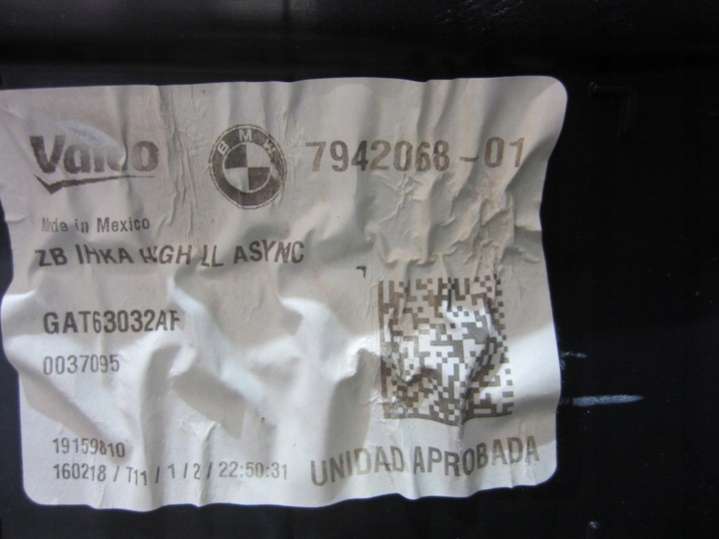 Valeo BMW 7942068-01
Made in Mexico
ZB IHKA HIGH LL ASYNC
GAT63032AF
0037095
19159810
160218 / T11 / 1 / 2 / 22:50:31
UNIDAD APROBADA